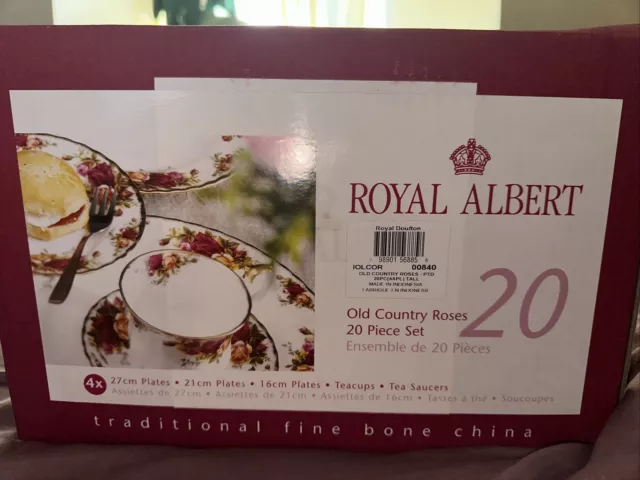 ROYAL ALBERT
Royal Doulton
IOLCOR 00840
OLD COUNTRY ROSES - PTD
MADE IN INDONESIA
Old Country Roses
20 Piece Set
Ensemble de 20 Pièces
20
4x 27cm Plates • 21cm Plates • 16cm Plates • Teacups • Tea Saucers
Assiettes de 27cm • Assiettes de 21cm • Assiettes de 16cm • Tasses à thé • Soucoupes
traditional fine bone china